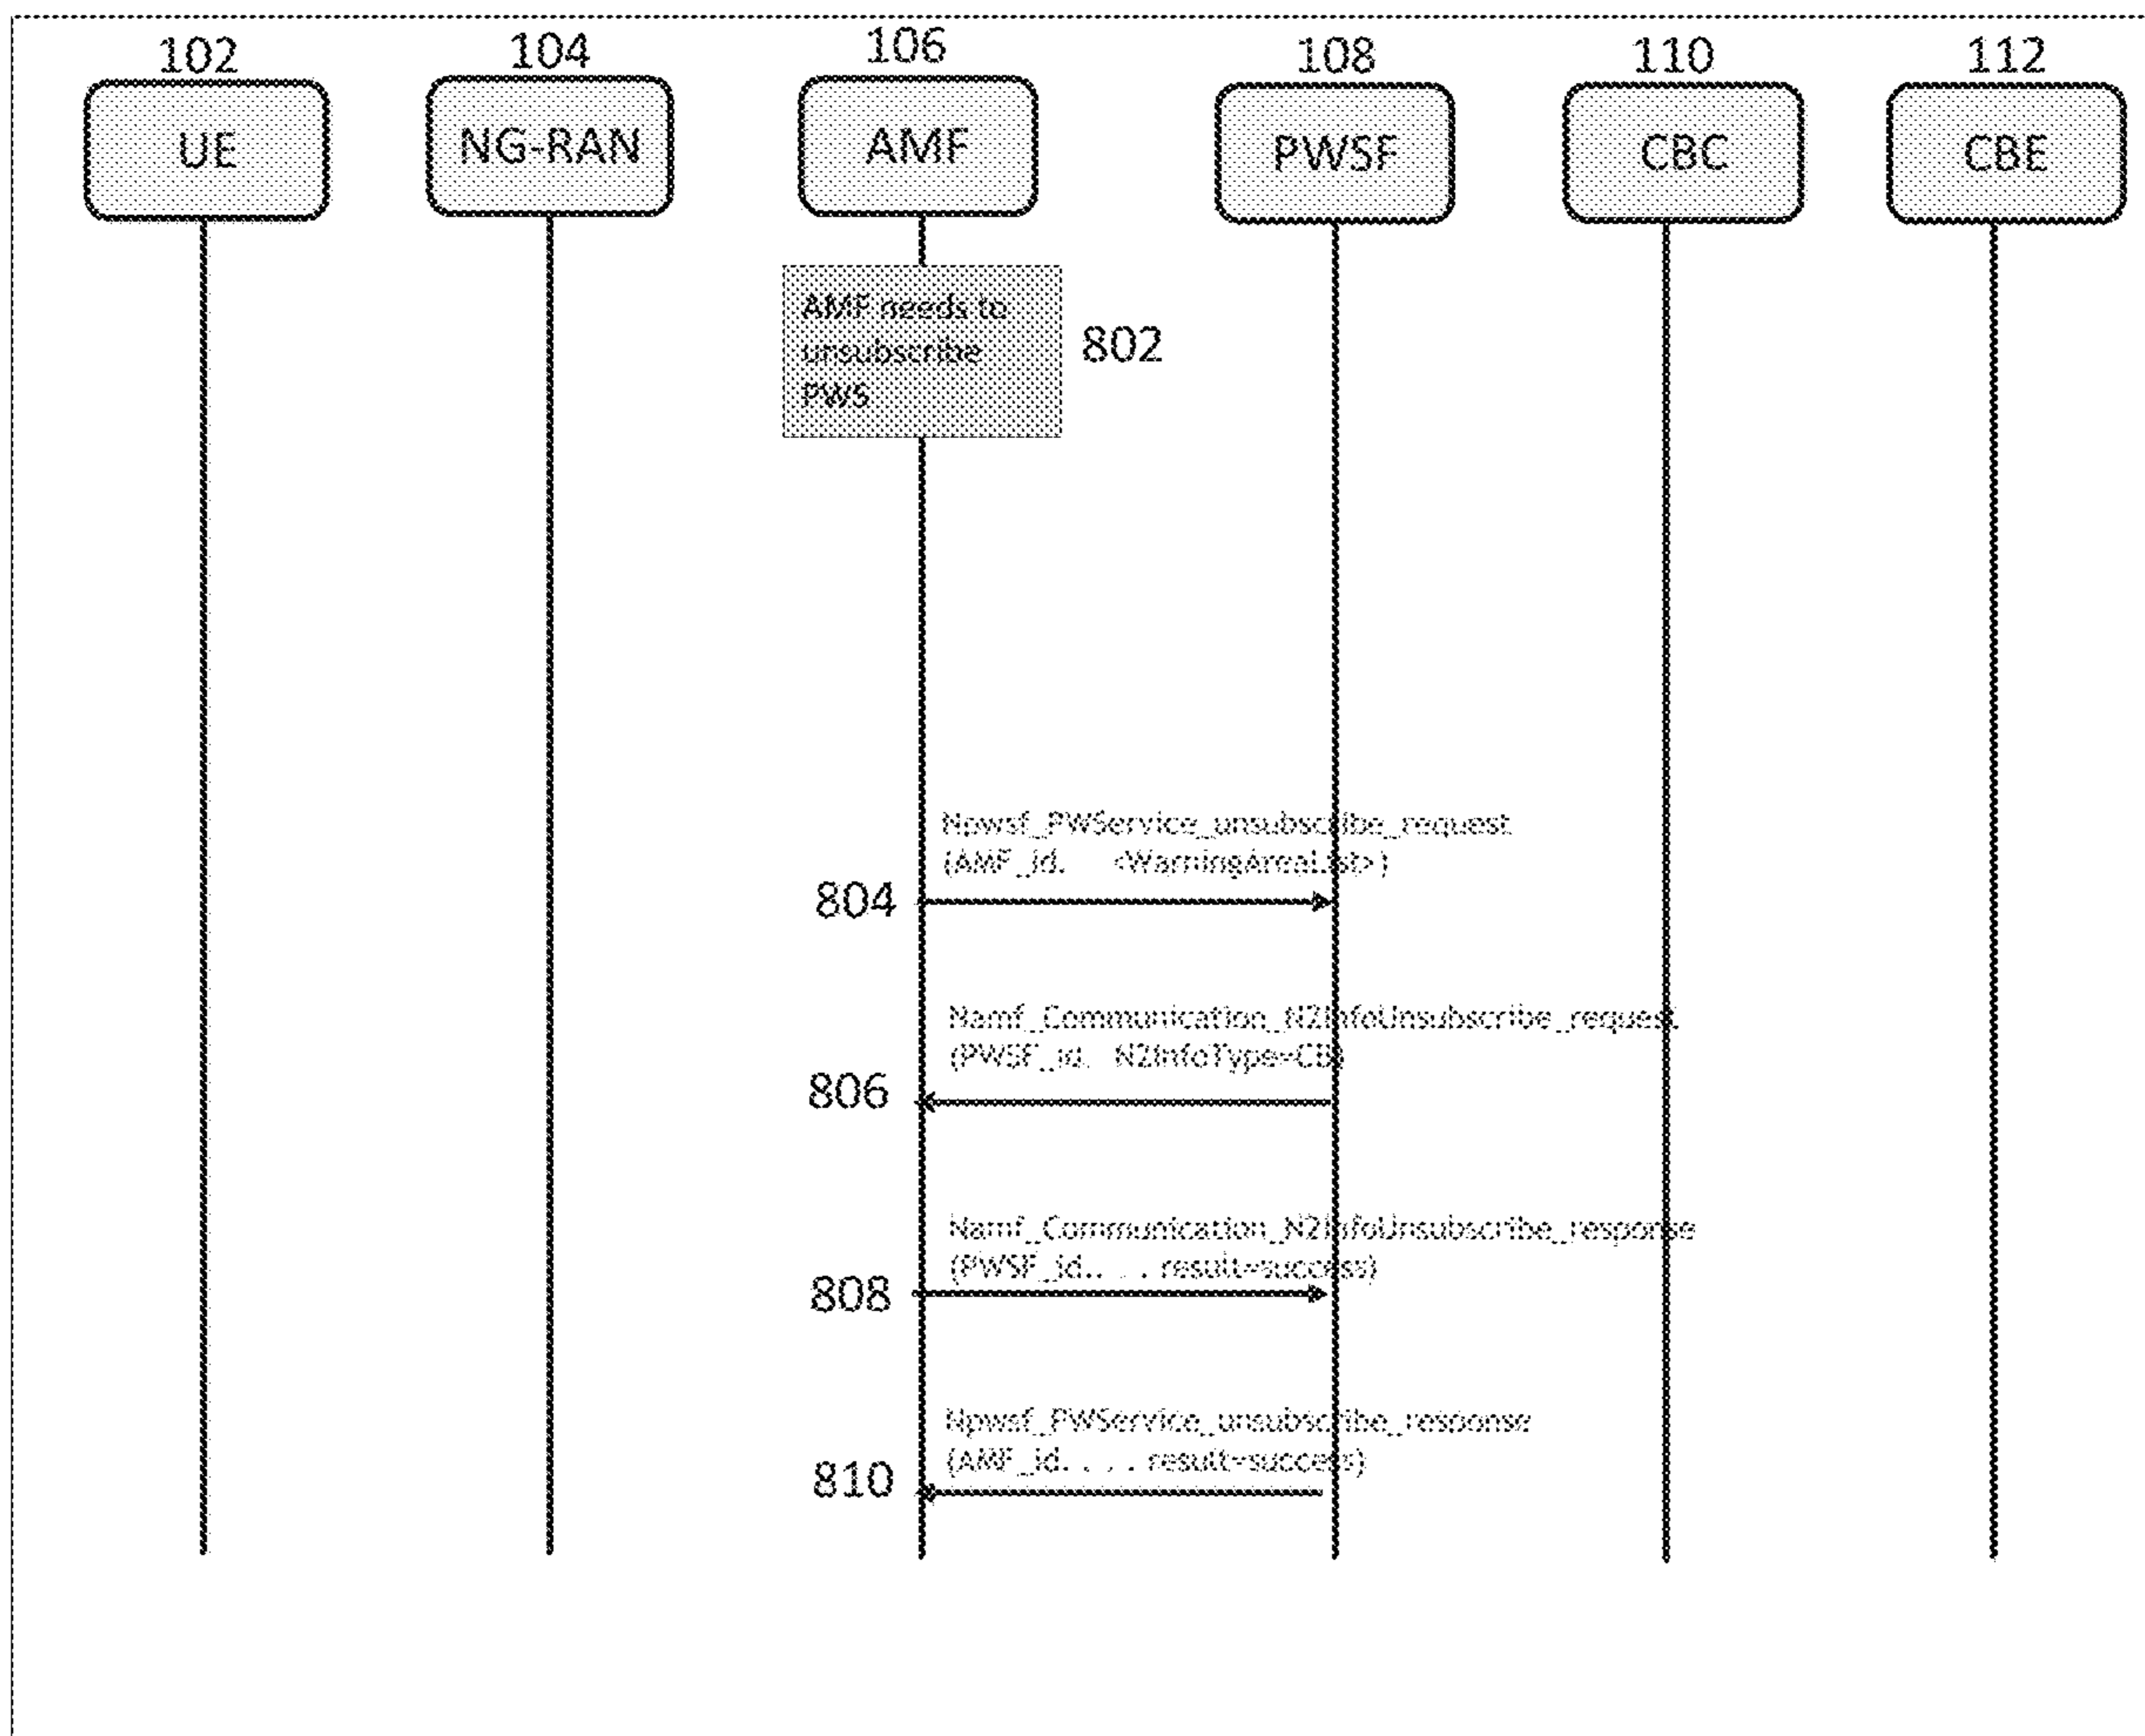 102 104 106 108 110 112
UE NG-RAN AMF PWSF CBC CBE
AMF needs to
unsubscribe
PWS
802
Npwsf_PWService_unsubscribe_request
(AMF_id. <WarningAreaList>)
804
Namf_Communication_N2InfoUnsubscribe_request
(PWSF_id. N2InfoType=CB)
806
Namf_Communication_N2InfoUnsubscribe_response
(PWSF_id.. . . result=success)
808
Npwsf_PWService_unsubscribe_response
(AMF_id. . . . result=success)
810